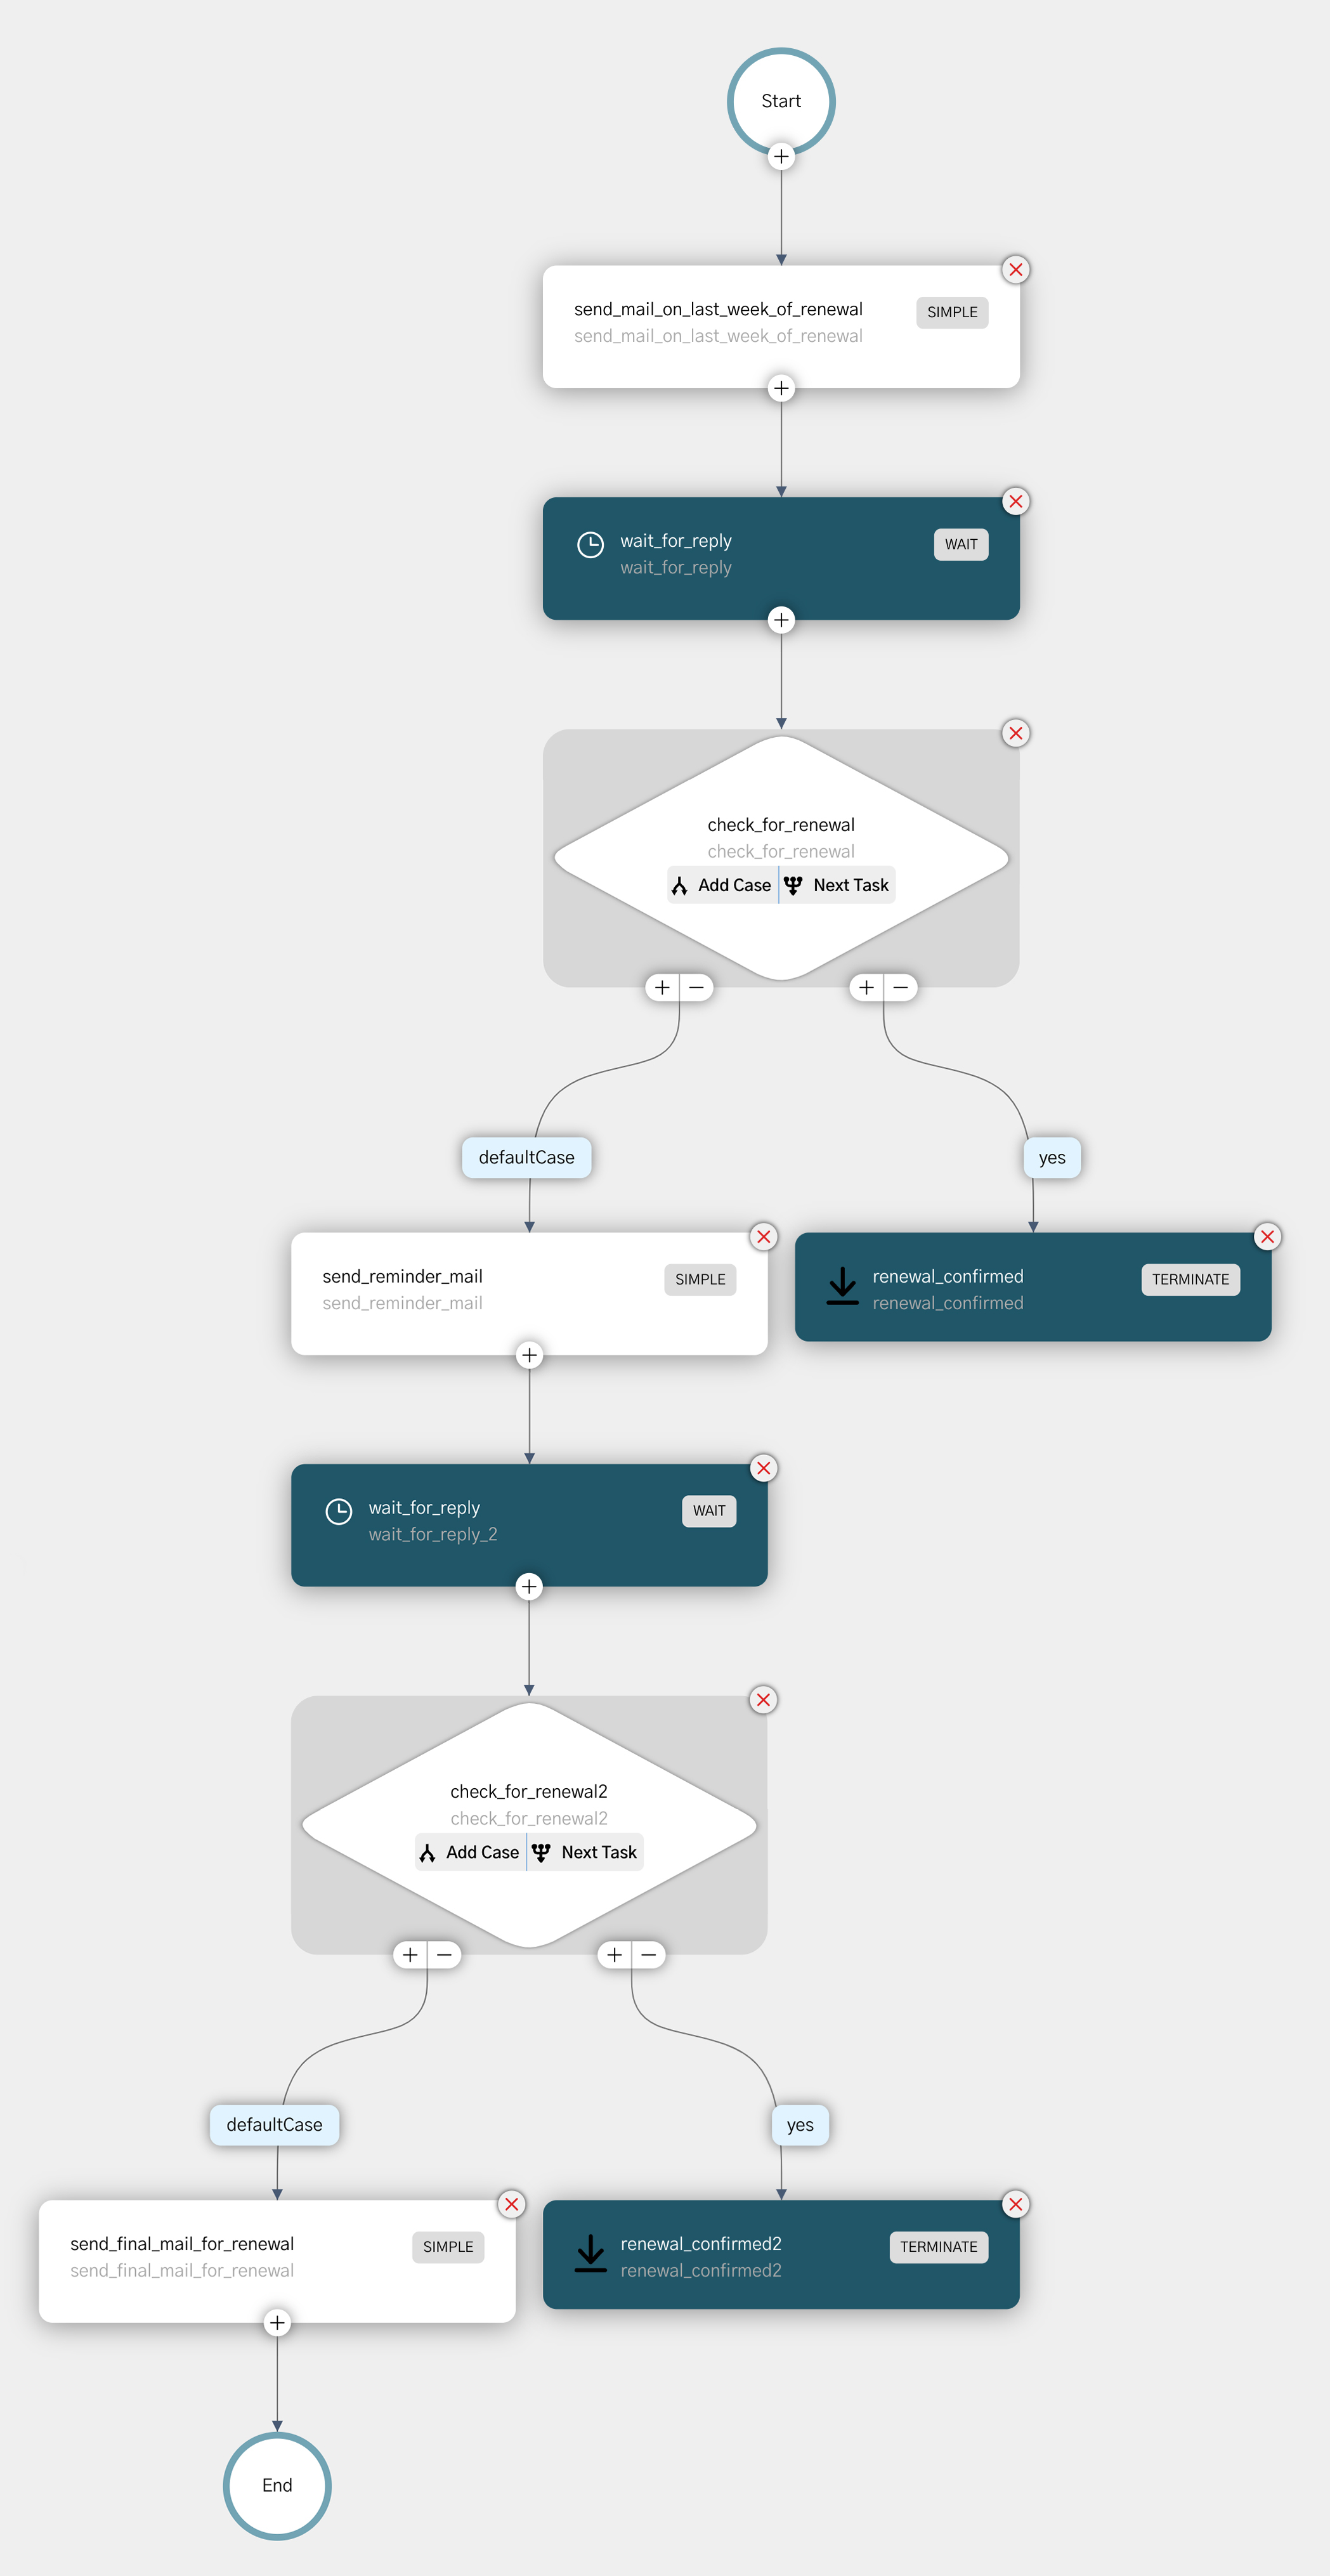 Start
send_mail_on_last_week_of_renewal
SIMPLE
send_mail_on_last_week_of_renewal
wait_for_reply
WAIT
wait_for_reply
check_for_renewal
check_for_renewal
Add Case
Next Task
defaultCase
yes
send_reminder_mail
SIMPLE
send_reminder_mail
renewal_confirmed
TERMINATE
renewal_confirmed
wait_for_reply
WAIT
wait_for_reply_2
check_for_renewal2
check_for_renewal2
Add Case
Next Task
defaultCase
yes
send_final_mail_for_renewal
SIMPLE
send_final_mail_for_renewal
renewal_confirmed2
TERMINATE
renewal_confirmed2
End